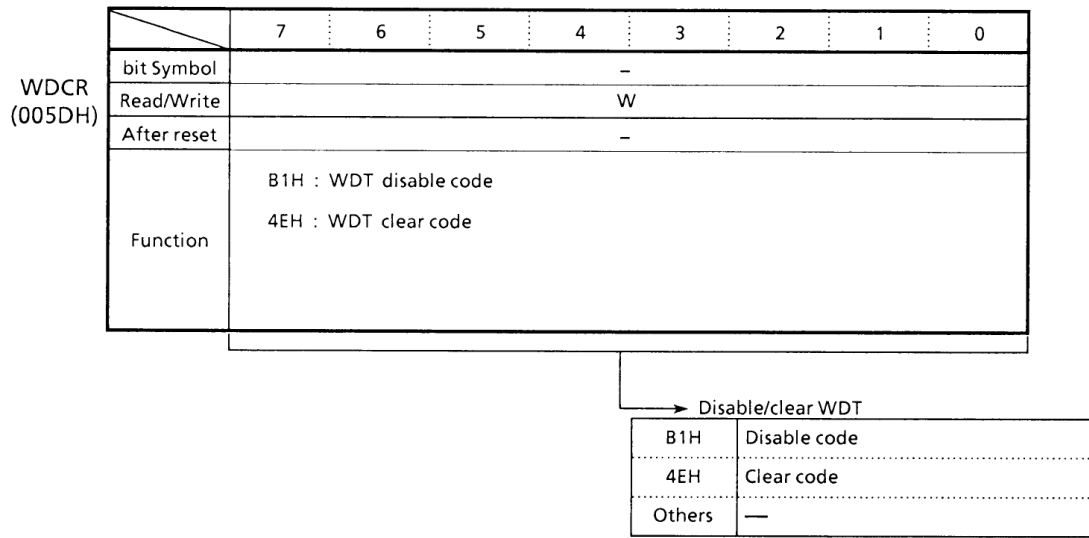 7 6 5 4 3 2 1 0
WDCR
(005DH)
bit Symbol –
Read/Write W
After reset –
Function
B1H : WDT disable code
4EH : WDT clear code
Disable/clear WDT
B1H Disable code
4EH Clear code
Others —